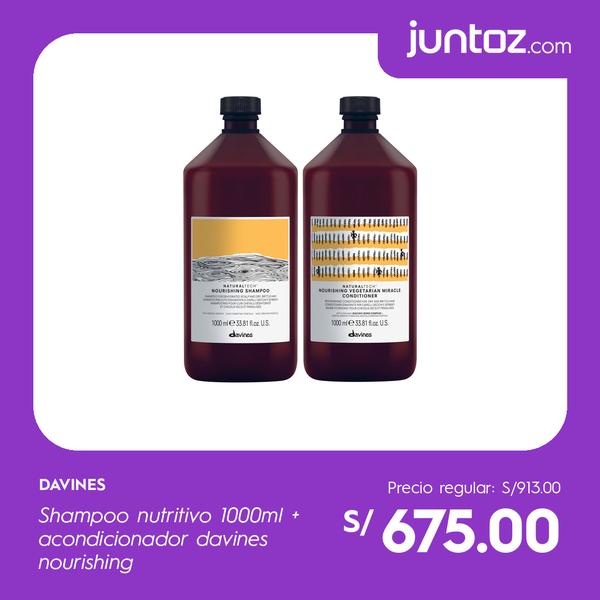 juntoz.com
NATURALTECH
NOURISHING SHAMPOO
1000 ml ℮ 33.81 fl.oz. U.S.
davines
NATURALTECH
NOURISHING VEGETARIAN MIRACLE
CONDITIONER
1000 ml ℮ 33.81 fl.oz. U.S.
davines
DAVINES
Shampoo nutritivo 1000ml +
acondicionador davines
nourishing
Precio regular: S/913.00
S/ 675.00